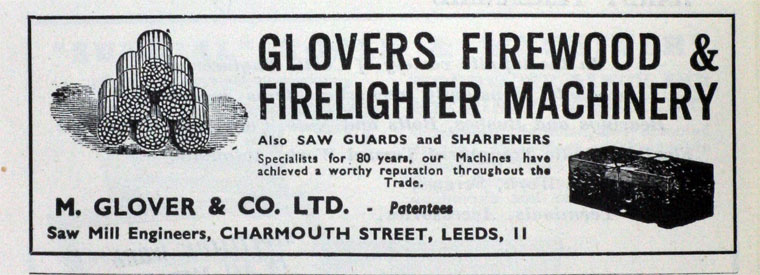 GLOVERS FIREWOOD &
FIRELIGHTER MACHINERY
Also SAW GUARDS and SHARPENERS
Specialists for 80 years, our Machines have
achieved a worthy reputation throughout the
Trade.
M. GLOVER & CO. LTD. - Patentees
Saw Mill Engineers, CHARMOUTH STREET, LEEDS, 11